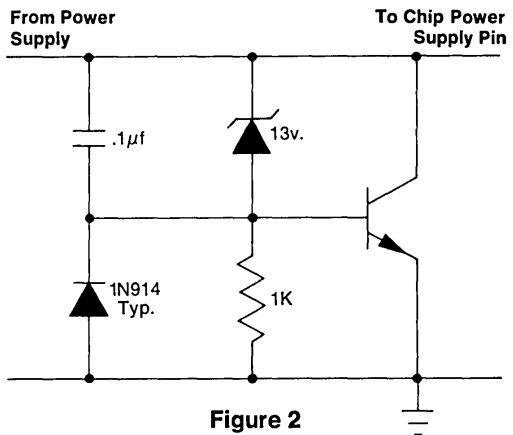 From Power
Supply
To Chip Power
Supply Pin
.1µf
13v.
1N914
Typ.
1K
Figure 2